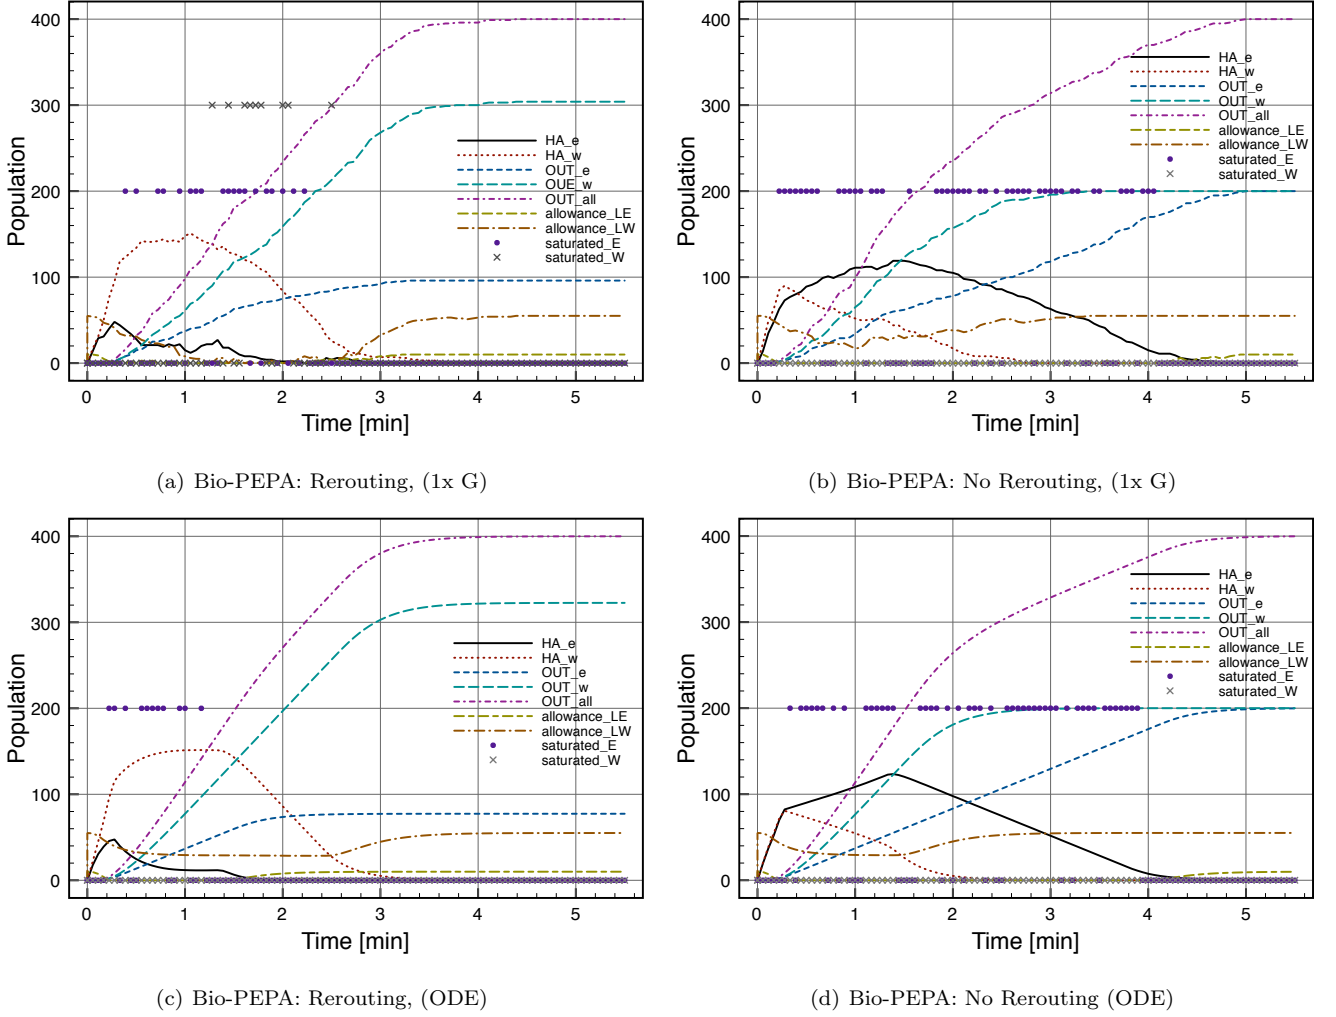 400
300
200
100
0
Population
HA_e
HA_w
OUT_e
OUE_w
OUT_all
allowance_LE
allowance_LW
saturated_E
saturated_W
0 1 2 3 4 5
Time [min]
(a) Bio-PEPA: Rerouting, (1x G)
400
300
200
100
0
Population
HA_e
HA_w
OUT_e
OUT_w
OUT_all
allowance_LE
allowance_LW
saturated_E
saturated_W
0 1 2 3 4 5
Time [min]
(b) Bio-PEPA: No Rerouting, (1x G)
400
300
200
100
0
Population
HA_e
HA_w
OUT_e
OUT_w
OUT_all
allowance_LE
allowance_LW
saturated_E
saturated_W
0 1 2 3 4 5
Time [min]
(c) Bio-PEPA: Rerouting, (ODE)
400
300
200
100
0
Population
HA_e
HA_w
OUT_e
OUT_w
OUT_all
allowance_LE
allowance_LW
saturated_E
saturated_W
0 1 2 3 4 5
Time [min]
(d) Bio-PEPA: No Rerouting (ODE)